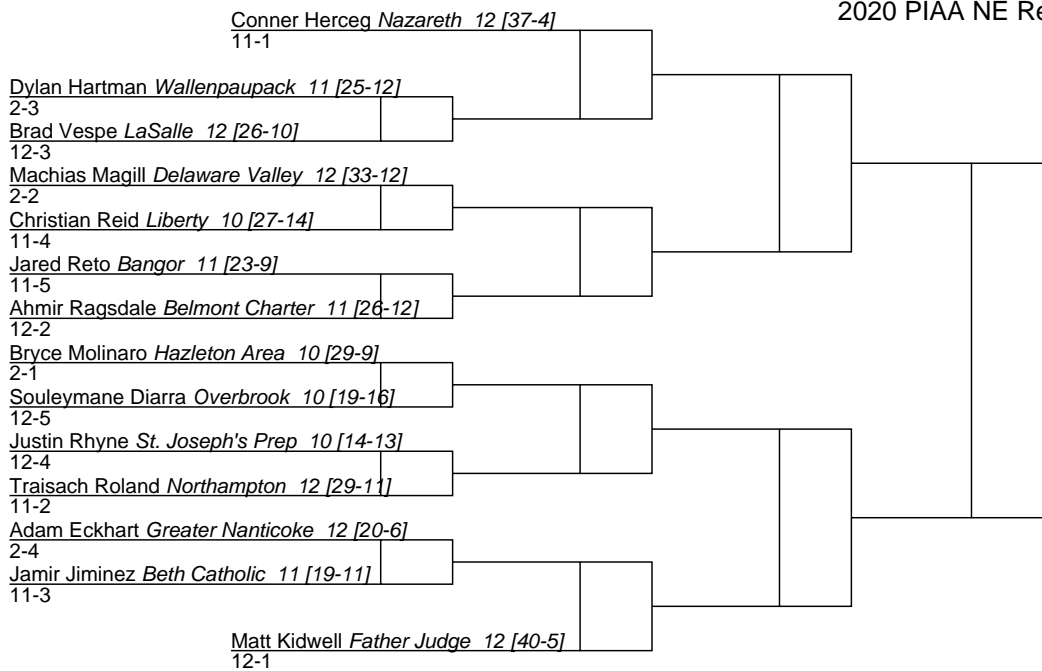 2020 PIAA NE Re
Conner Herceg Nazareth 12 [37-4]
11-1
Dylan Hartman Wallenpaupack 11 [25-12]
2-3
Brad Vespe LaSalle 12 [26-10]
12-3
Machias Magill Delaware Valley 12 [33-12]
2-2
Christian Reid Liberty 10 [27-14]
11-4
Jared Reto Bangor 11 [23-9]
11-5
Ahmir Ragsdale Belmont Charter 11 [26-12]
12-2
Bryce Molinaro Hazleton Area 10 [29-9]
2-1
Souleymane Diarra Overbrook 10 [19-16]
12-5
Justin Rhyne St. Joseph's Prep 10 [14-13]
12-4
Traisach Roland Northampton 12 [29-11]
11-2
Adam Eckhart Greater Nanticoke 12 [20-6]
2-4
Jamir Jiminez Beth Catholic 11 [19-11]
11-3
Matt Kidwell Father Judge 12 [40-5]
12-1